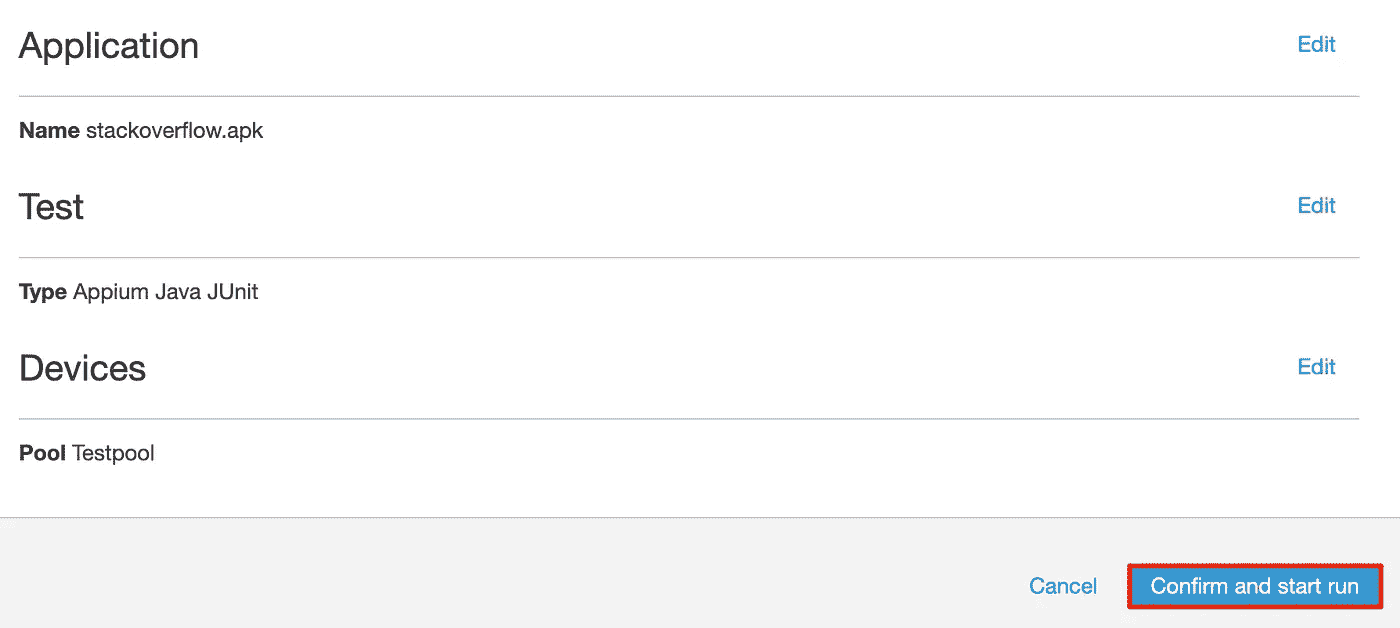 Application Edit
Name stackoverflow.apk
Test Edit
Type Appium Java JUnit
Devices Edit
Pool Testpool
Cancel Confirm and start run